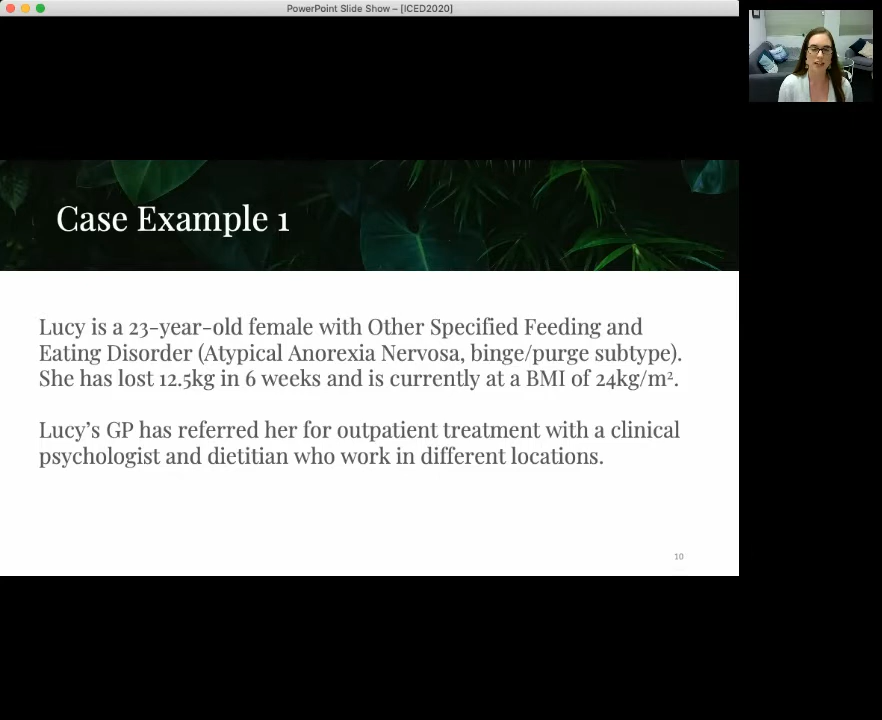 PowerPoint Slide Show – [ICED2020]
Case Example 1
Lucy is a 23-year-old female with Other Specified Feeding and
Eating Disorder (Atypical Anorexia Nervosa, binge/purge subtype).
She has lost 12.5kg in 6 weeks and is currently at a BMI of 24kg/m².
Lucy’s GP has referred her for outpatient treatment with a clinical
psychologist and dietitian who work in different locations.
10